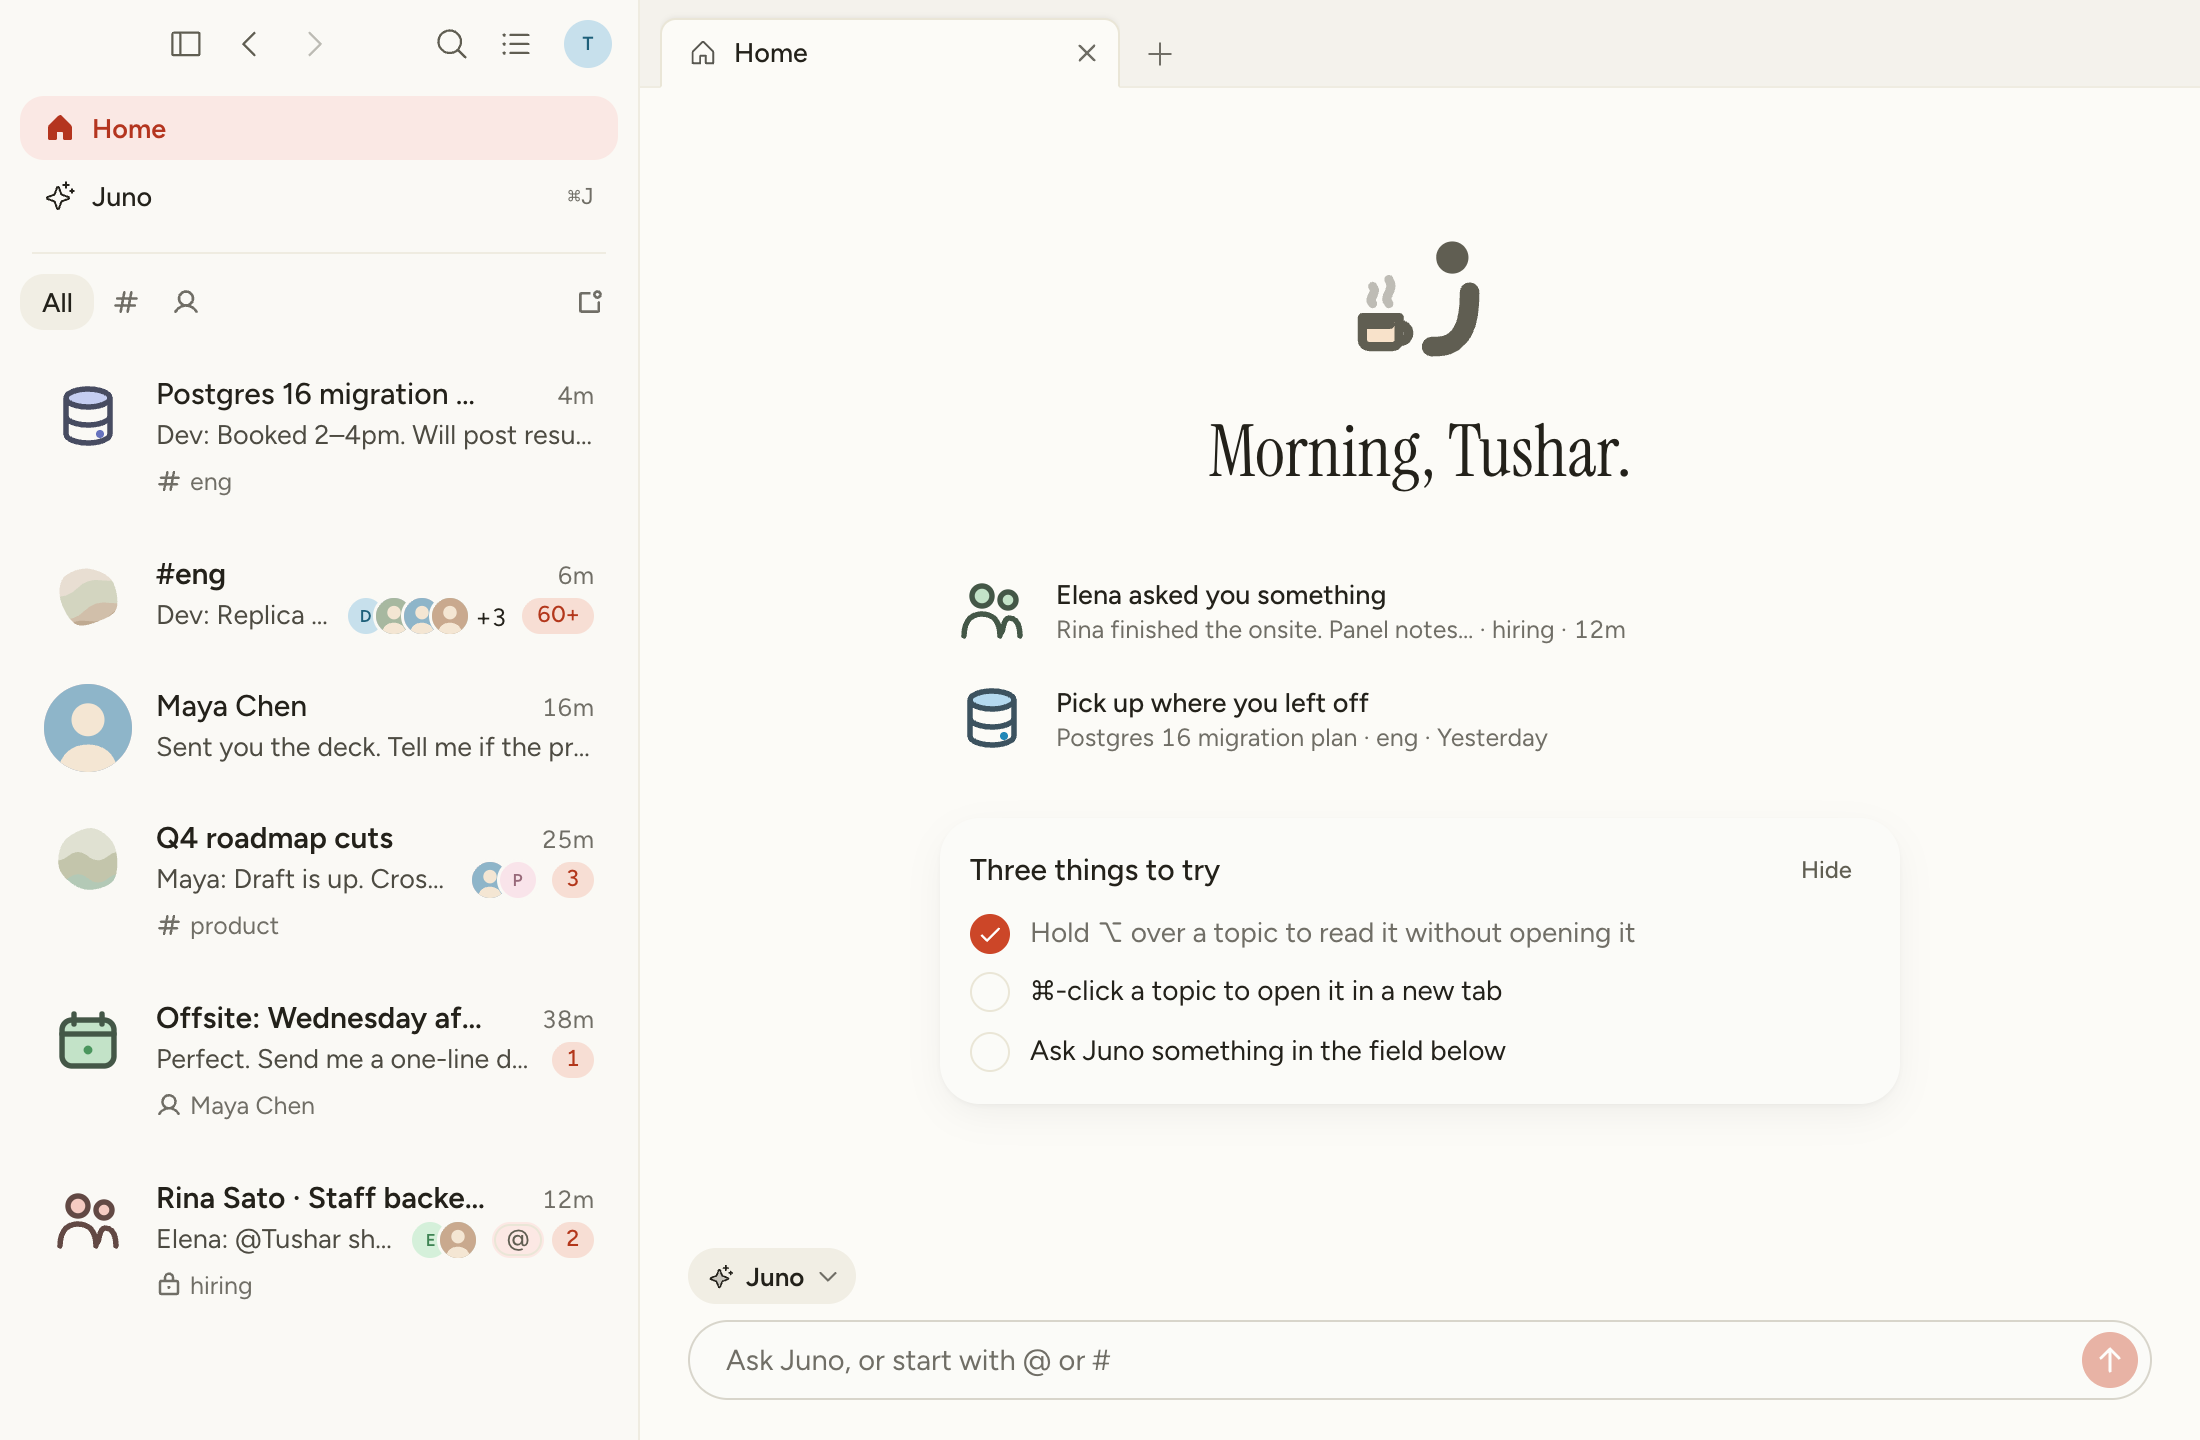 T
Home
Juno
⌘J
All
Postgres 16 migration ...
4m
Dev: Booked 2–4pm. Will post resu...
# eng
#eng
6m
Dev: Replica ...
D
+3
60+
Maya Chen
16m
Sent you the deck. Tell me if the pr...
Q4 roadmap cuts
25m
Maya: Draft is up. Cros...
P
3
# product
Offsite: Wednesday af...
38m
Perfect. Send me a one-line d...
1
Maya Chen
Rina Sato · Staff backe...
12m
Elena: @Tushar sh...
E
@
2
hiring
Home
Morning, Tushar.
Elena asked you something
Rina finished the onsite. Panel notes... · hiring · 12m
Pick up where you left off
Postgres 16 migration plan · eng · Yesterday
Three things to try
Hide
Hold ⌥ over a topic to read it without opening it
⌘-click a topic to open it in a new tab
Ask Juno something in the field below
Juno
Ask Juno, or start with @ or #